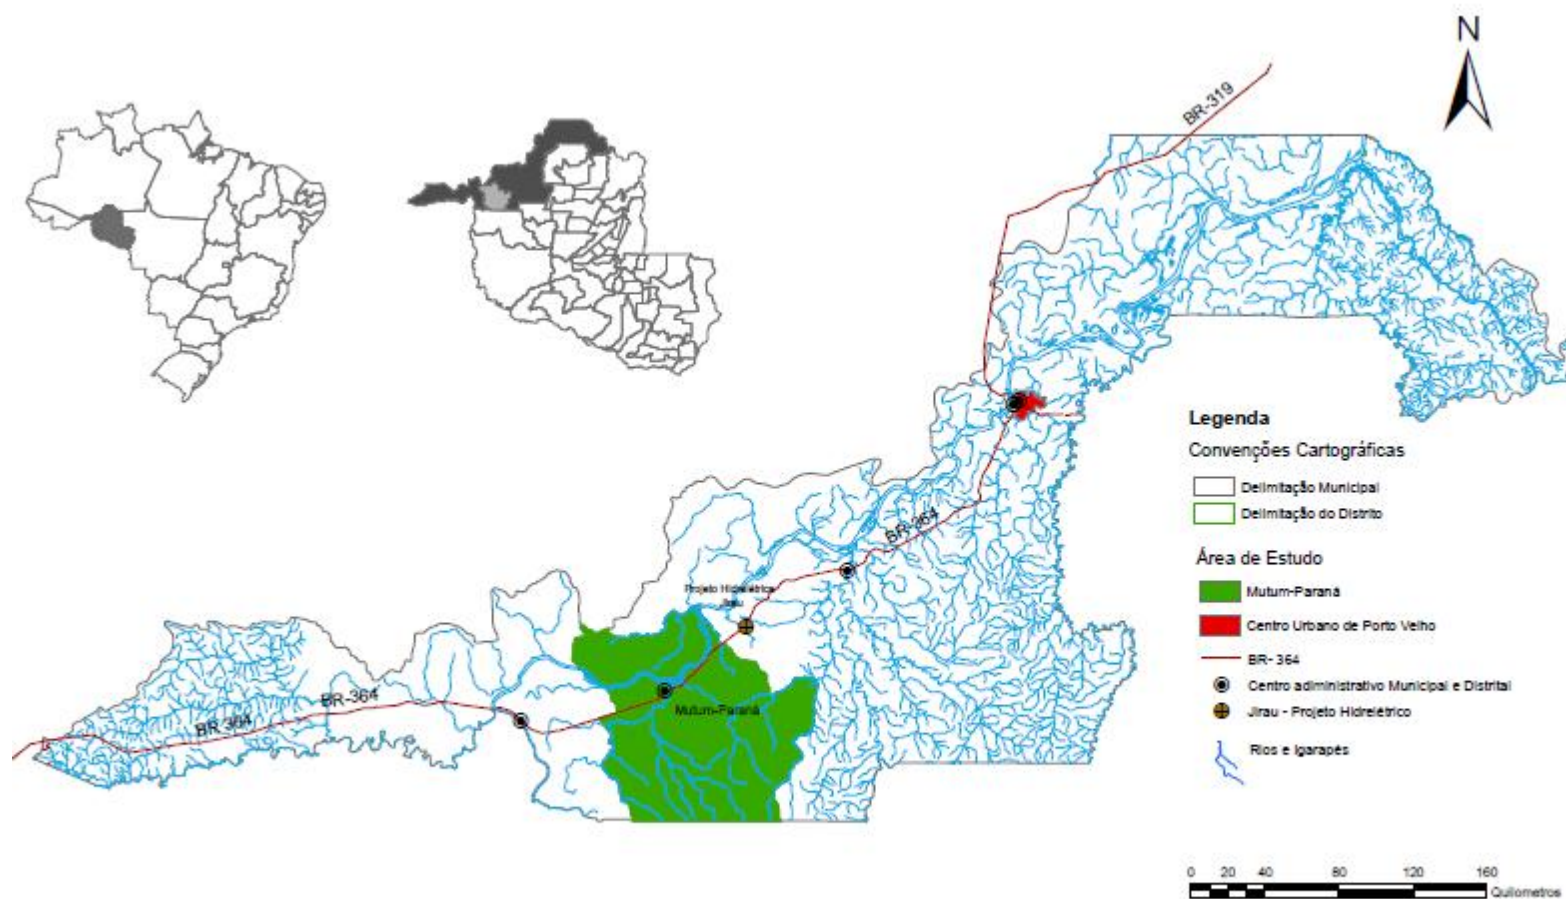 N
BR-319
BR-364
Projeto Hidrelétrico
Jirau
Mutum-Paraná
BR-364
BR 364
Legenda
Convenções Cartográficas
Delimitação Municipal
Delimitação do Distrito
Área de Estudo
Mutum-Paraná
Centro Urbano de Porto Velho
BR- 364
Centro administrativo Municipal e Distrital
Jirau - Projeto Hidrelétrico
Rios e Igarapés
0 20 40 80 120 160
Quilometros